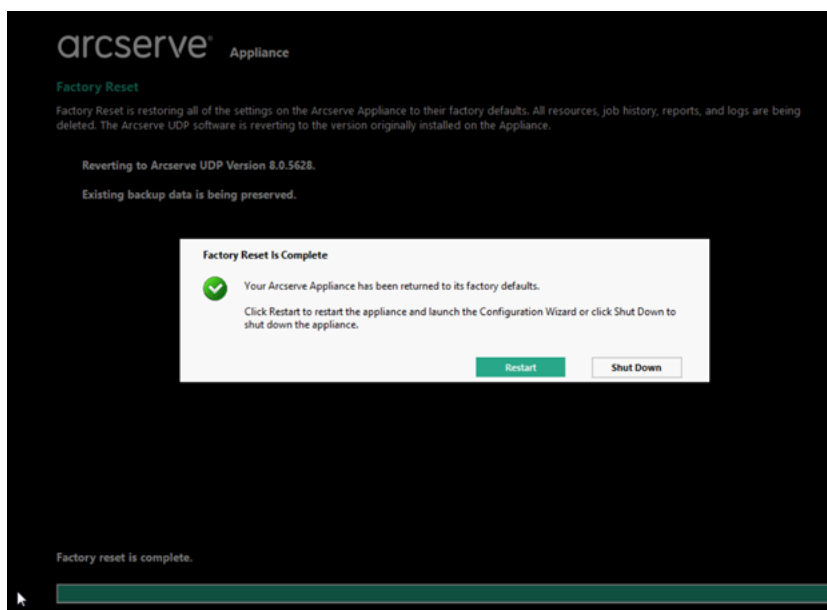 arcserve® Appliance
Factory Reset
Factory Reset is restoring all of the settings on the Arcserve Appliance to their factory defaults. All resources, job history, reports, and logs are being
deleted. The Arcserve UDP software is reverting to the version originally installed on the Appliance.
Reverting to Arcserve UDP Version 8.0.5628.
Existing backup data is being preserved.
Factory Reset Is Complete
Your Arcserve Appliance has been returned to its factory defaults.
Click Restart to restart the appliance and launch the Configuration Wizard or click Shut Down to
shut down the appliance.
Restart Shut Down
Factory reset is complete.